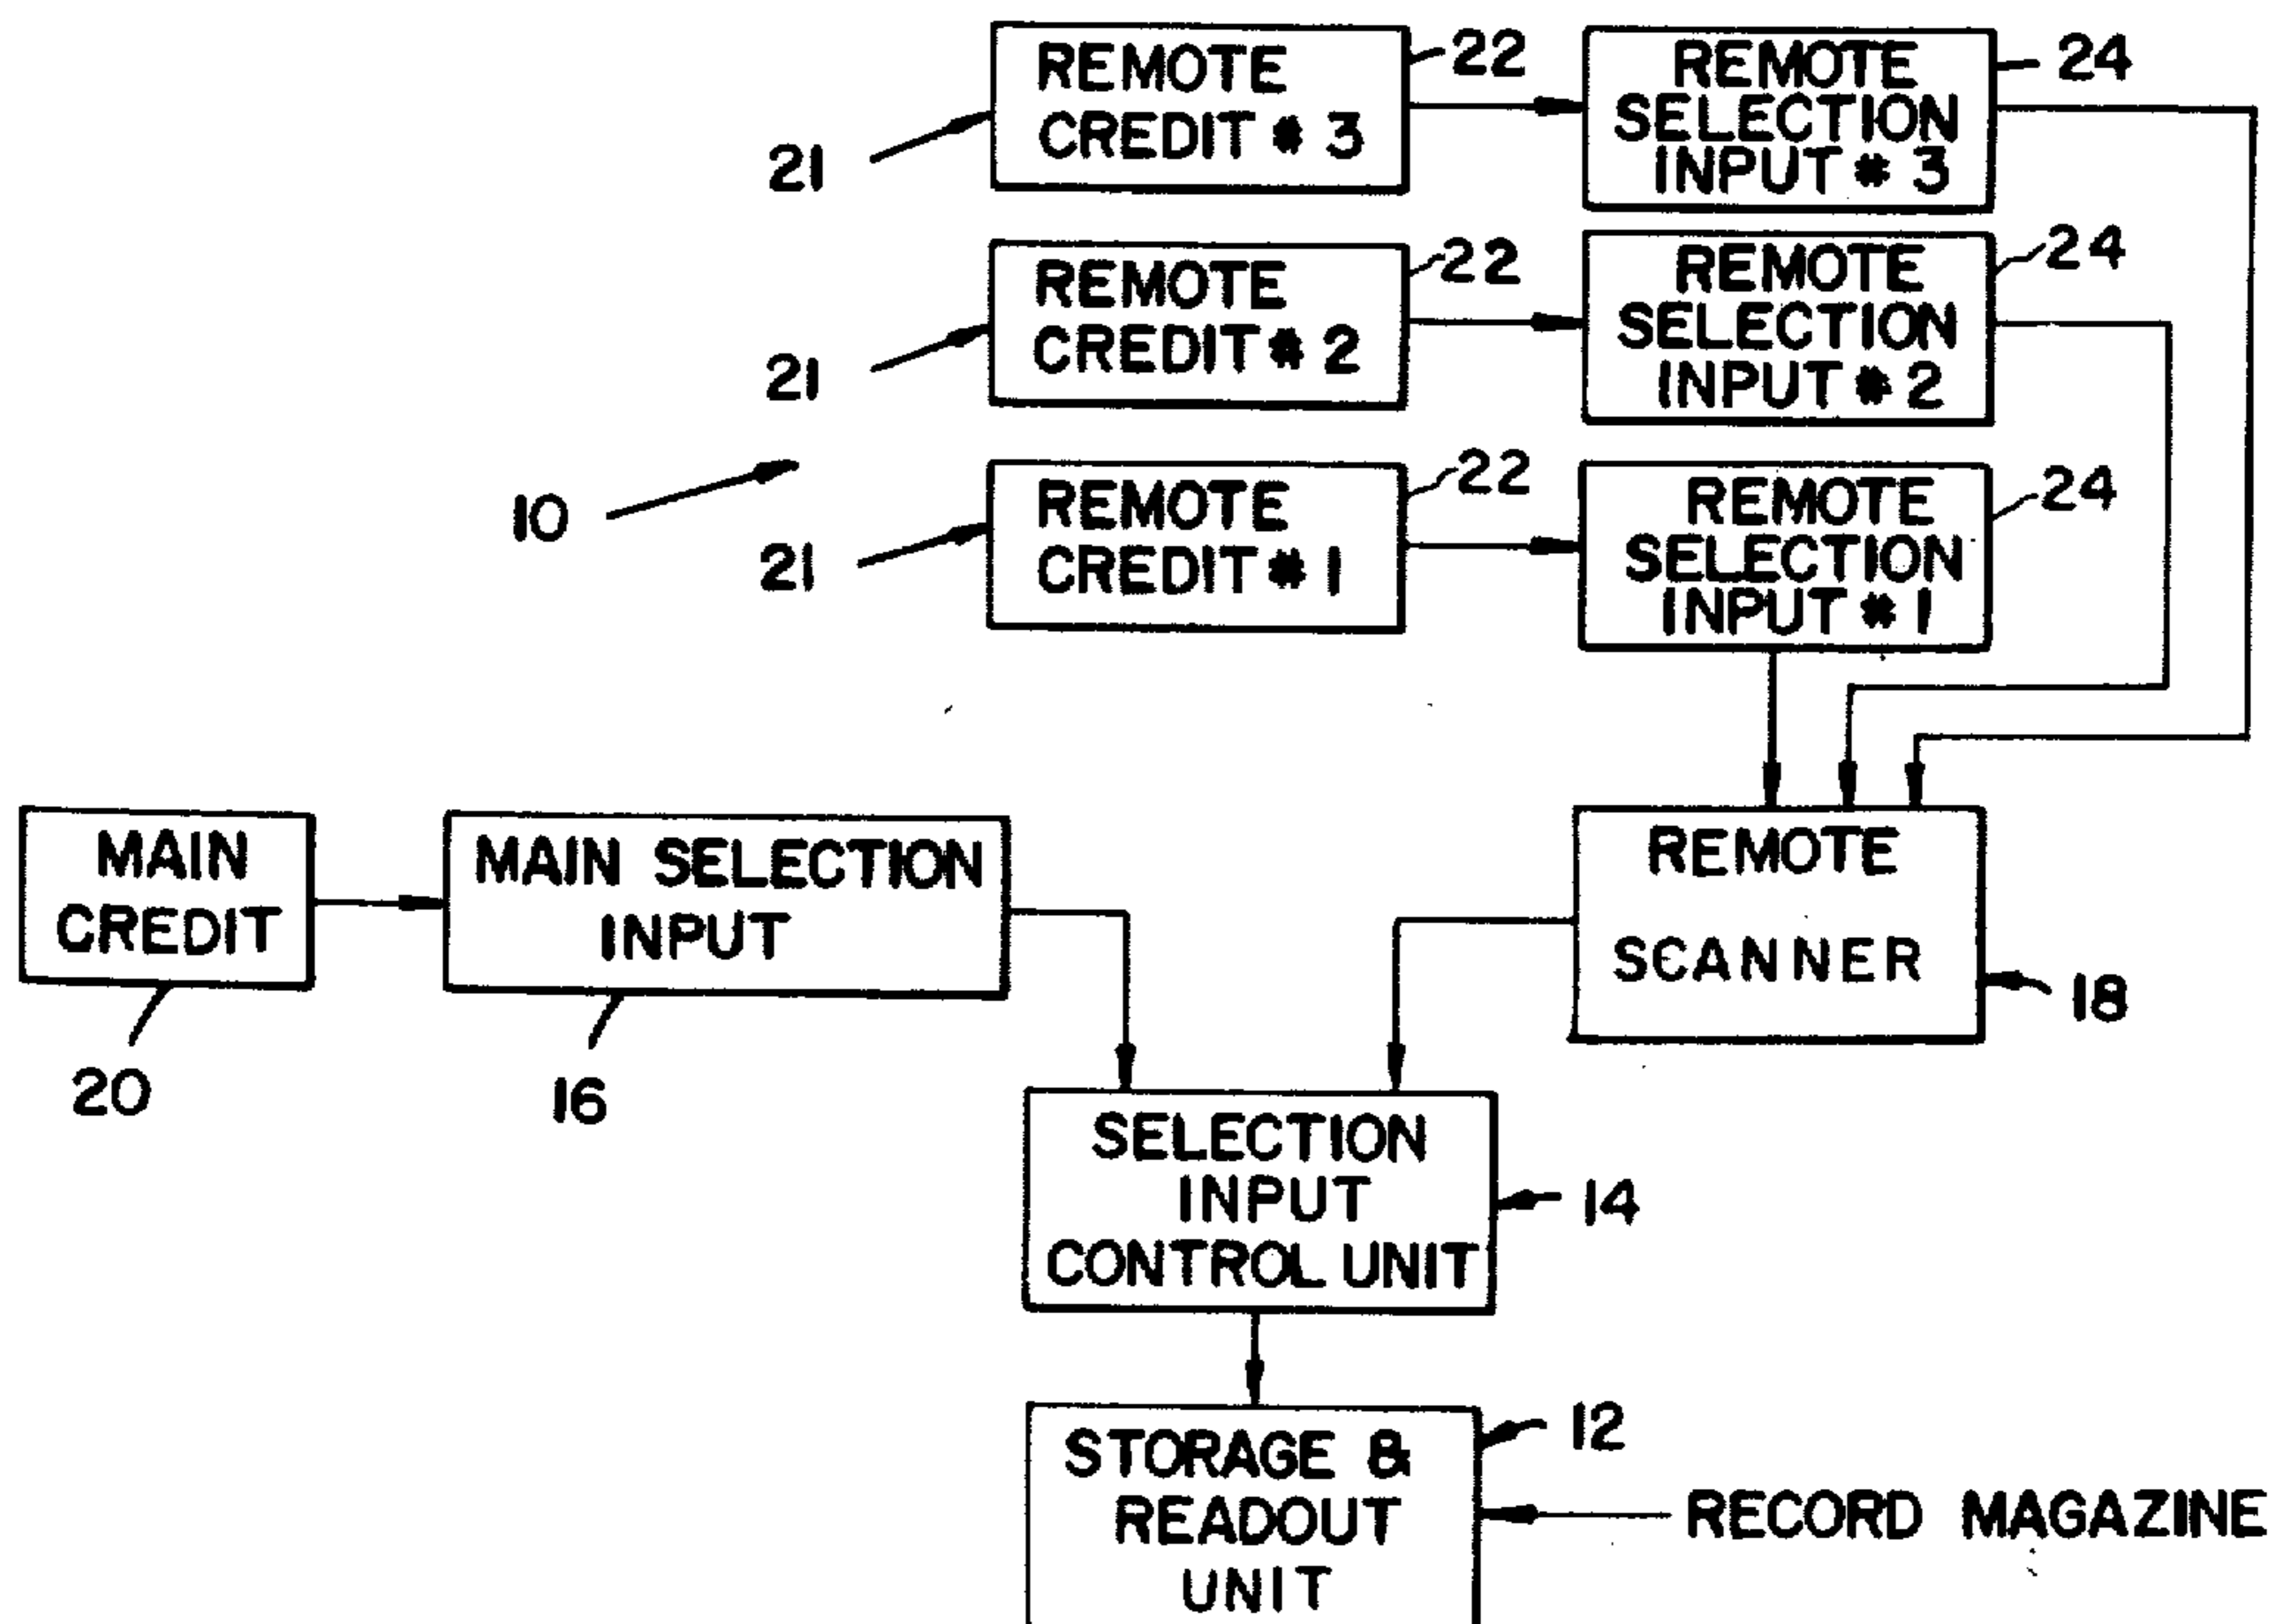 REMOTE
CREDIT # 3
22
REMOTE
SELECTION
INPUT # 3
24
21
REMOTE
CREDIT # 2
22
REMOTE
SELECTION
INPUT # 2
24
21
10
REMOTE
CREDIT # 1
22
REMOTE
SELECTION
INPUT # 1
24
21
MAIN
CREDIT
20
MAIN SELECTION
INPUT
16
REMOTE
SCANNER
18
SELECTION
INPUT
CONTROL UNIT
14
STORAGE &
READOUT
UNIT
12
RECORD MAGAZINE